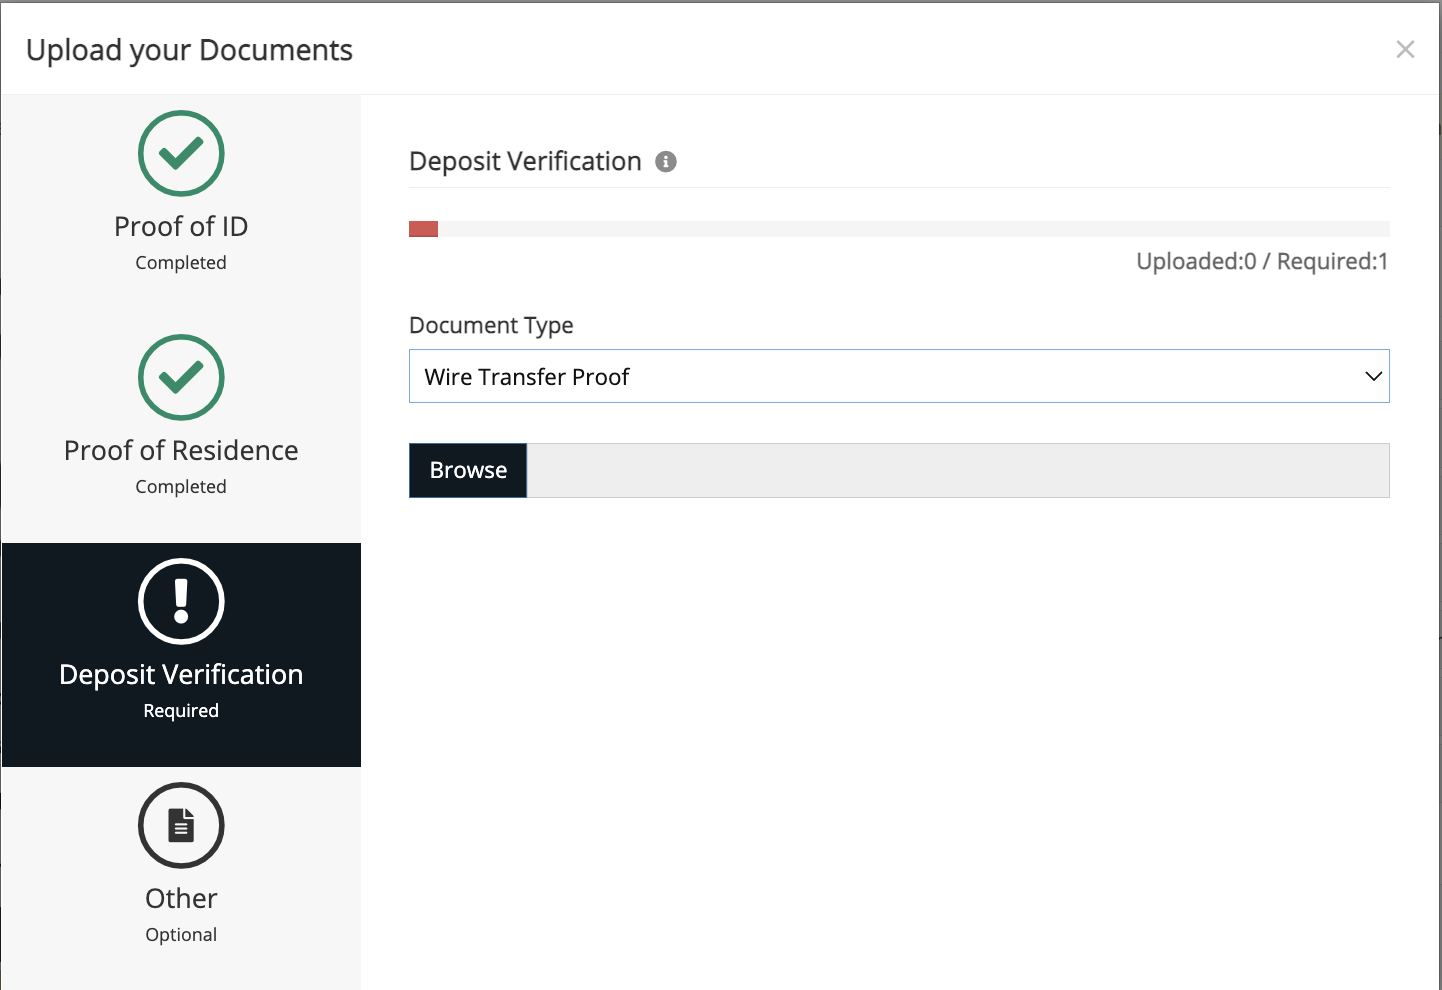 Upload your Documents
Proof of ID
Completed
Proof of Residence
Completed
Deposit Verification
Required
Other
Optional
Deposit Verification
Uploaded:0 / Required:1
Document Type
Wire Transfer Proof
Browse